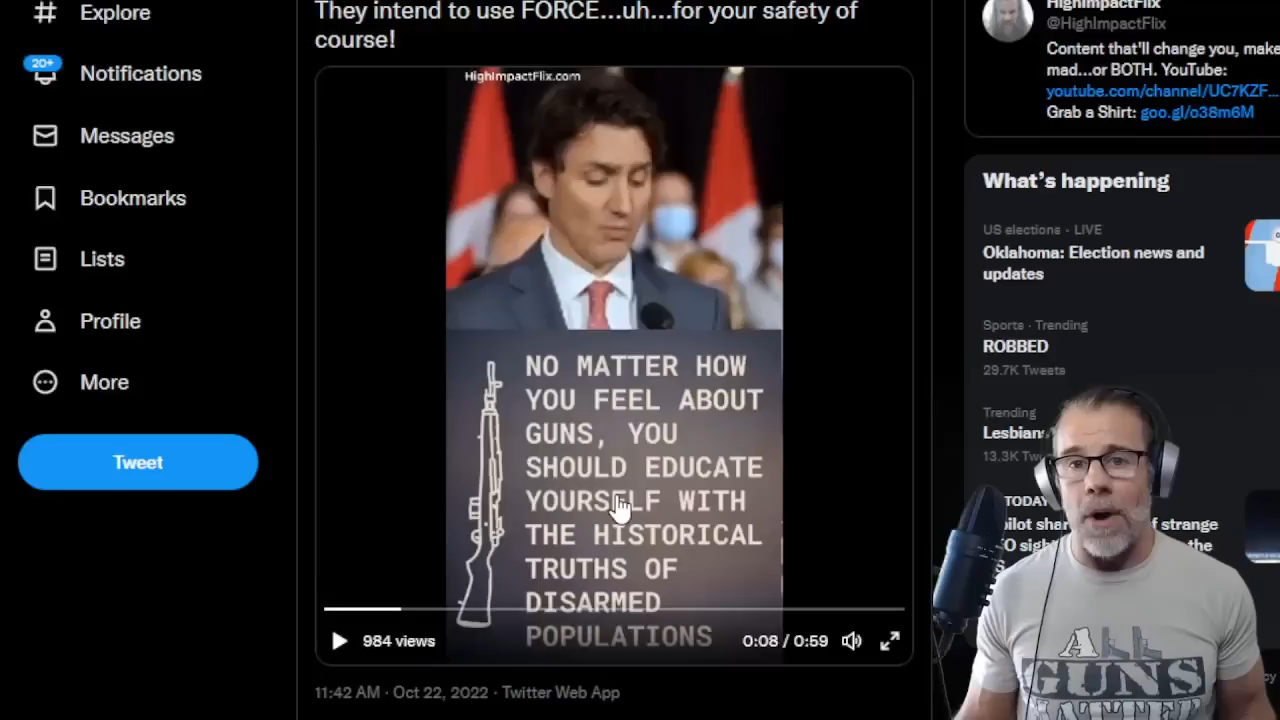 Explore
20+
Notifications
Messages
Bookmarks
Lists
Profile
More
Tweet
They intend to use FORCE...uh...for your safety of
course!
HighImpactFlix.com
NO MATTER HOW
YOU FEEL ABOUT
GUNS, YOU
SHOULD EDUCATE
YOURSELF WITH
THE HISTORICAL
TRUTHS OF
DISARMED
POPULATIONS
984 views
0:08 / 0:59
11:42 AM · Oct 22, 2022 · Twitter Web App
HighImpactFlix
@HighImpactFlix
Content that'll change you, make
mad...or BOTH. YouTube:
youtube.com/channel/UC7KZF...
Grab a Shirt: goo.gl/o38m6M
What's happening
US elections · LIVE
Oklahoma: Election news and
updates
Sports · Trending
ROBBED
29.7K Tweets
Trending
Lesbian
13.3K
TODAY
of strange
the
ALL
GUNS
MATTER